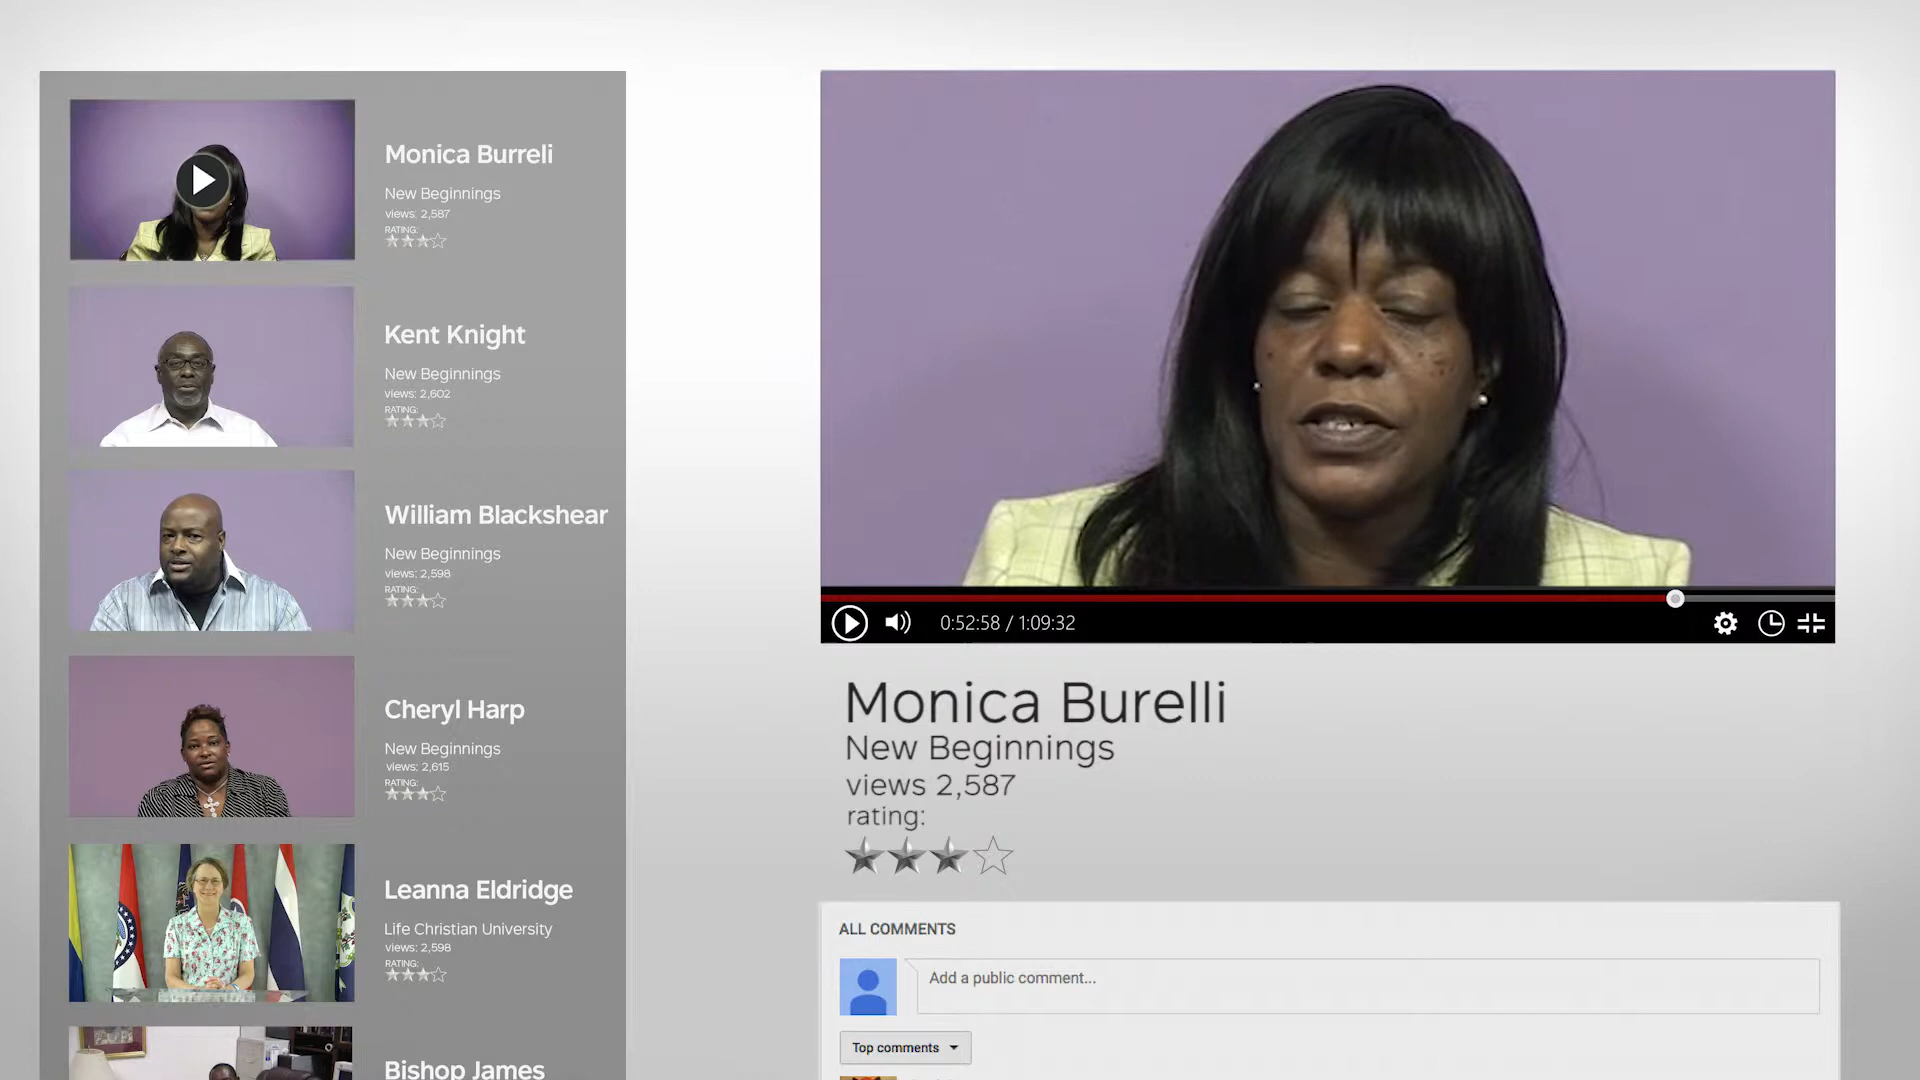 Monica Burreli
New Beginnings
views: 2,587
RATING:
Kent Knight
New Beginnings
views: 2,602
RATING:
William Blackshear
New Beginnings
views: 2,598
RATING:
Cheryl Harp
New Beginnings
views: 2,615
RATING:
Leanna Eldridge
Life Christian University
views: 2,598
RATING:
Bishop James
0:52:58 / 1:09:32
Monica Burelli
New Beginnings
views 2,587
rating:
ALL COMMENTS
Add a public comment...
Top comments